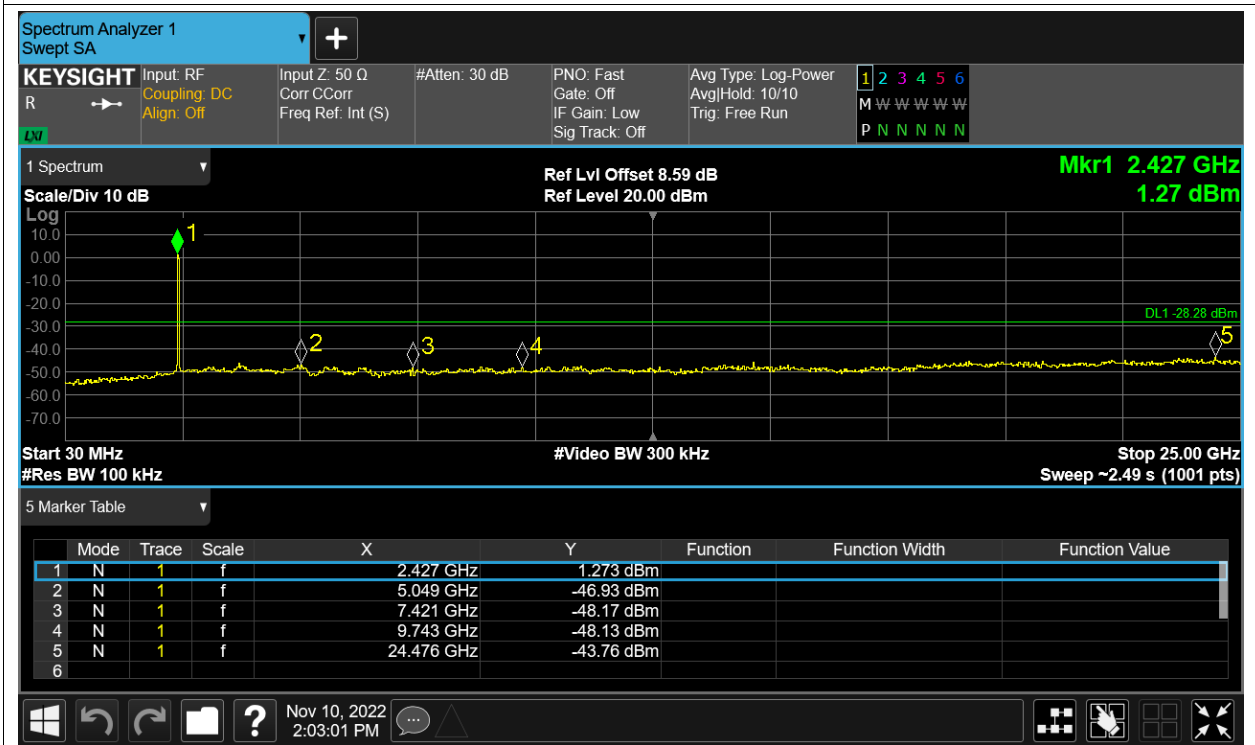 Spectrum Analyzer 1
Swept SA
KEYSIGHT Input: RF Input Z: 50 Ω #Atten: 30 dB PNO: Fast Avg Type: Log-Power 1 2 3 4 5 6
R Coupling: DC Corr CCorr Gate: Off Avg|Hold: 10/10 M W W W W W
Align: Off Freq Ref: Int (S) IF Gain: Low Trig: Free Run
LXI Sig Track: Off P N N N N N
1 Spectrum Ref Lvl Offset 8.59 dB Mkr1 2.427 GHz
Scale/Div 10 dB Ref Level 20.00 dBm 1.27 dBm
Log
10.0 1
0.00
-10.0
-20.0
DL1 -28.28 dBm
-30.0
2 3 4 5
-40.0
-50.0
-60.0
-70.0
Start 30 MHz #Video BW 300 kHz Stop 25.00 GHz
#Res BW 100 kHz Sweep ~2.49 s (1001 pts)
5 Marker Table
Mode Trace Scale X Y Function Function Width Function Value
1 N 1 f 2.427 GHz 1.273 dBm
2 N 1 f 5.049 GHz -46.93 dBm
3 N 1 f 7.421 GHz -48.17 dBm
4 N 1 f 9.743 GHz -48.13 dBm
5 N 1 f 24.476 GHz -43.76 dBm
6
? Nov 10, 2022
2:03:01 PM